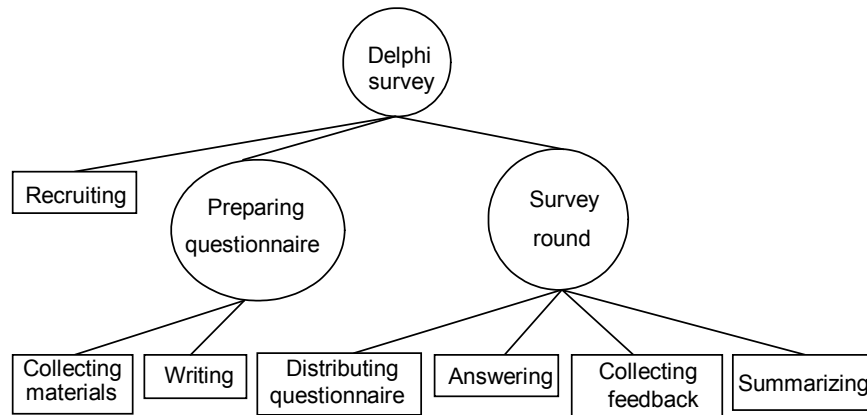 Delphi
survey
Recruiting
Preparing
questionnaire
Survey
round
Collecting
materials
Writing
Distributing
questionnaire
Answering
Collecting
feedback
Summarizing